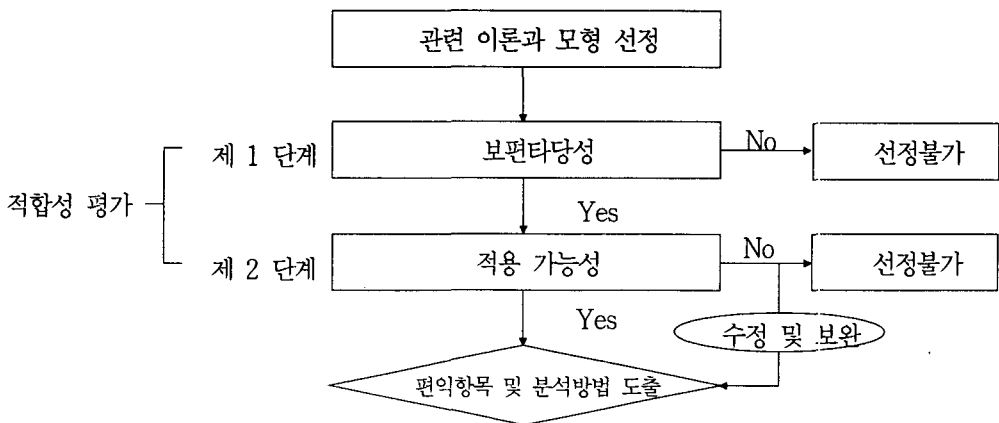 관련 이론과 모형 선정
제 1 단계
보편타당성
No
선정불가
적합성 평가
Yes
제 2 단계
적용 가능성
No
선정불가
Yes
수정 및 보완
편익항목 및 분석방법 도출